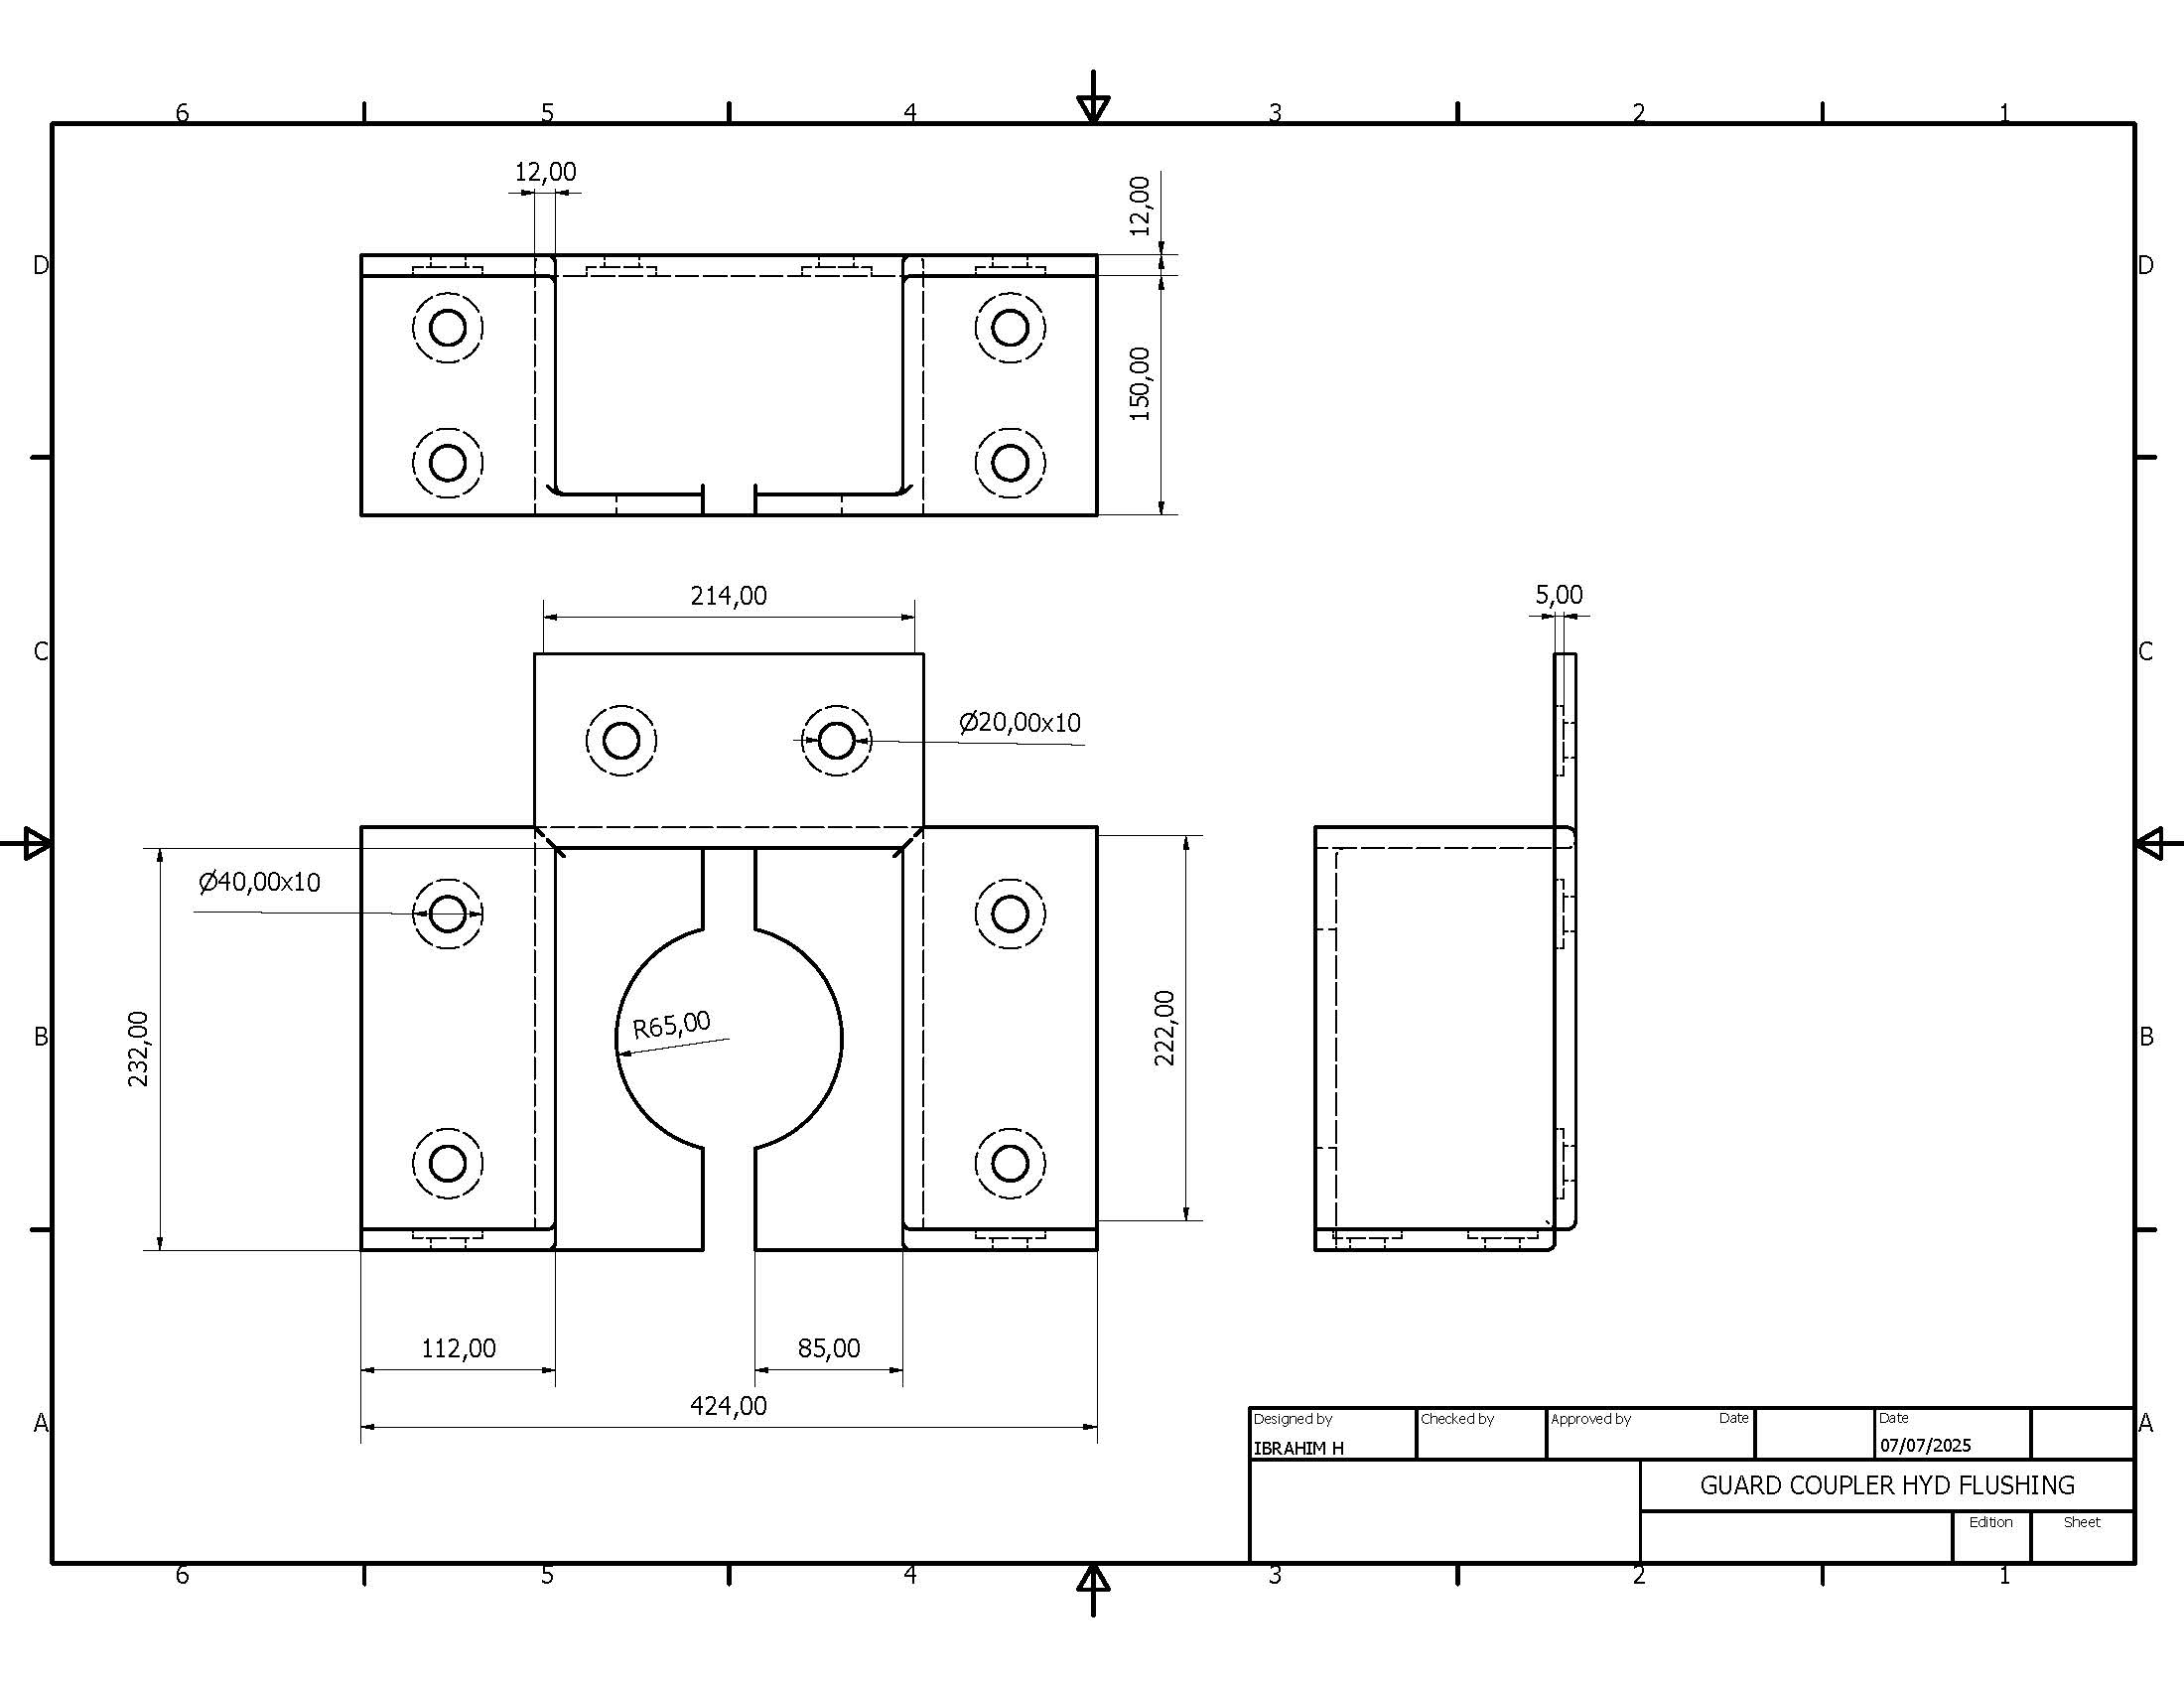 6 5 4 3 2 1
12,00
12,00
D D
150,00
214,00
5,00
C C
Ø20,00x10
Ø40,00x10
R65,00
232,00
222,00
B B
112,00
85,00
424,00
A A
Designed by Checked by Approved by Date Date
IBRAHIM H 07/07/2025
GUARD COUPLER HYD FLUSHING
Edition Sheet
6 5 4 3 2 1